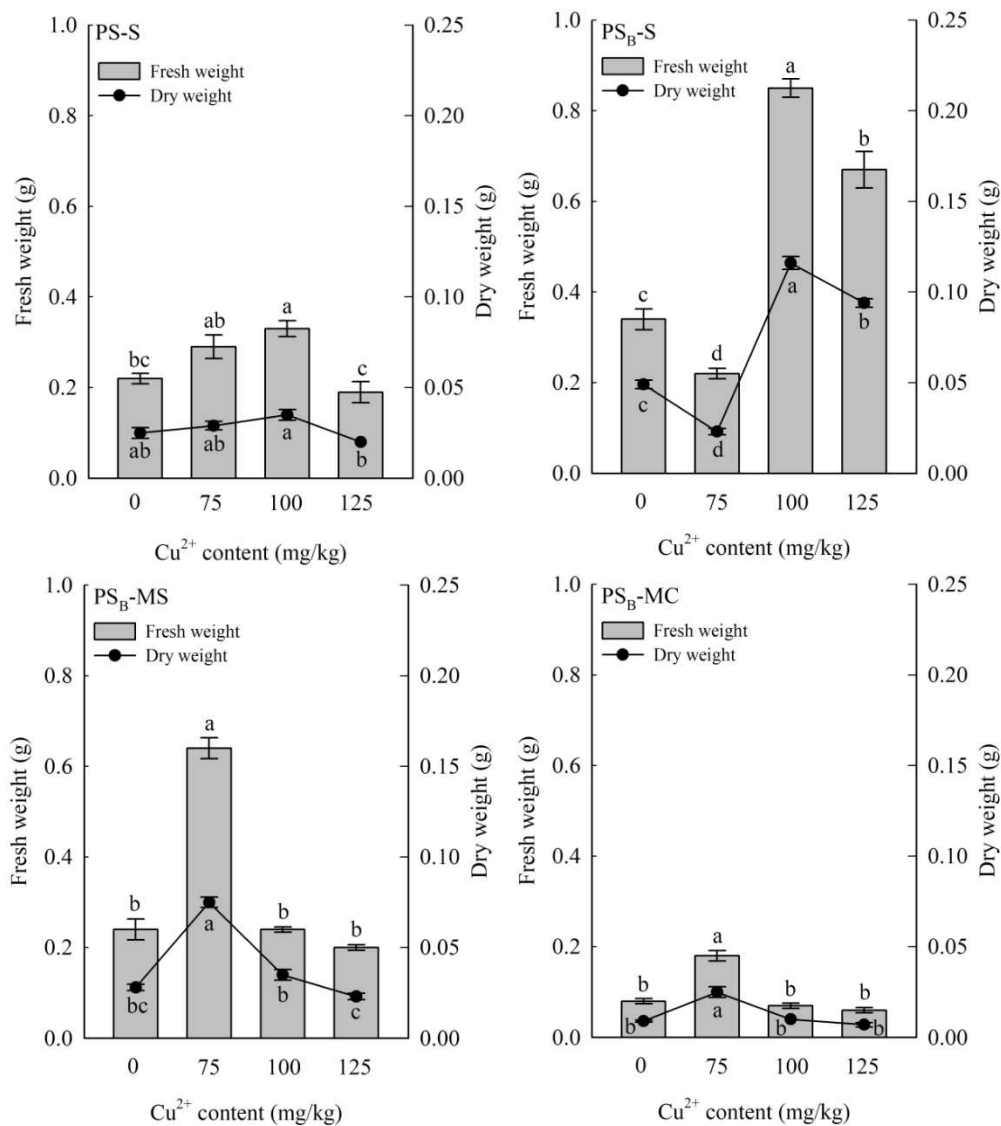 PS-S
Fresh weight
Dry weight
Fresh weight (g)
1.0
0.8
0.6
0.4
0.2
0.0
0.25
0.20
0.15
0.10
0.05
0.00
Dry weight (g)
bc
ab
a
c
ab
ab
a
b
0
75
100
125
Cu²⁺ content (mg/kg)
PS_B-S
Fresh weight
Dry weight
Fresh weight (g)
1.0
0.8
0.6
0.4
0.2
0.0
0.25
0.20
0.15
0.10
0.05
0.00
Dry weight (g)
c
d
a
b
c
d
a
b
0
75
100
125
Cu²⁺ content (mg/kg)
PS_B-MS
Fresh weight
Dry weight
Fresh weight (g)
1.0
0.8
0.6
0.4
0.2
0.0
0.25
0.20
0.15
0.10
0.05
0.00
Dry weight (g)
b
a
b
b
bc
a
b
c
0
75
100
125
Cu²⁺ content (mg/kg)
PS_B-MC
Fresh weight
Dry weight
Fresh weight (g)
1.0
0.8
0.6
0.4
0.2
0.0
0.25
0.20
0.15
0.10
0.05
0.00
Dry weight (g)
b
a
b
b
b
a
b
b
0
75
100
125
Cu²⁺ content (mg/kg)